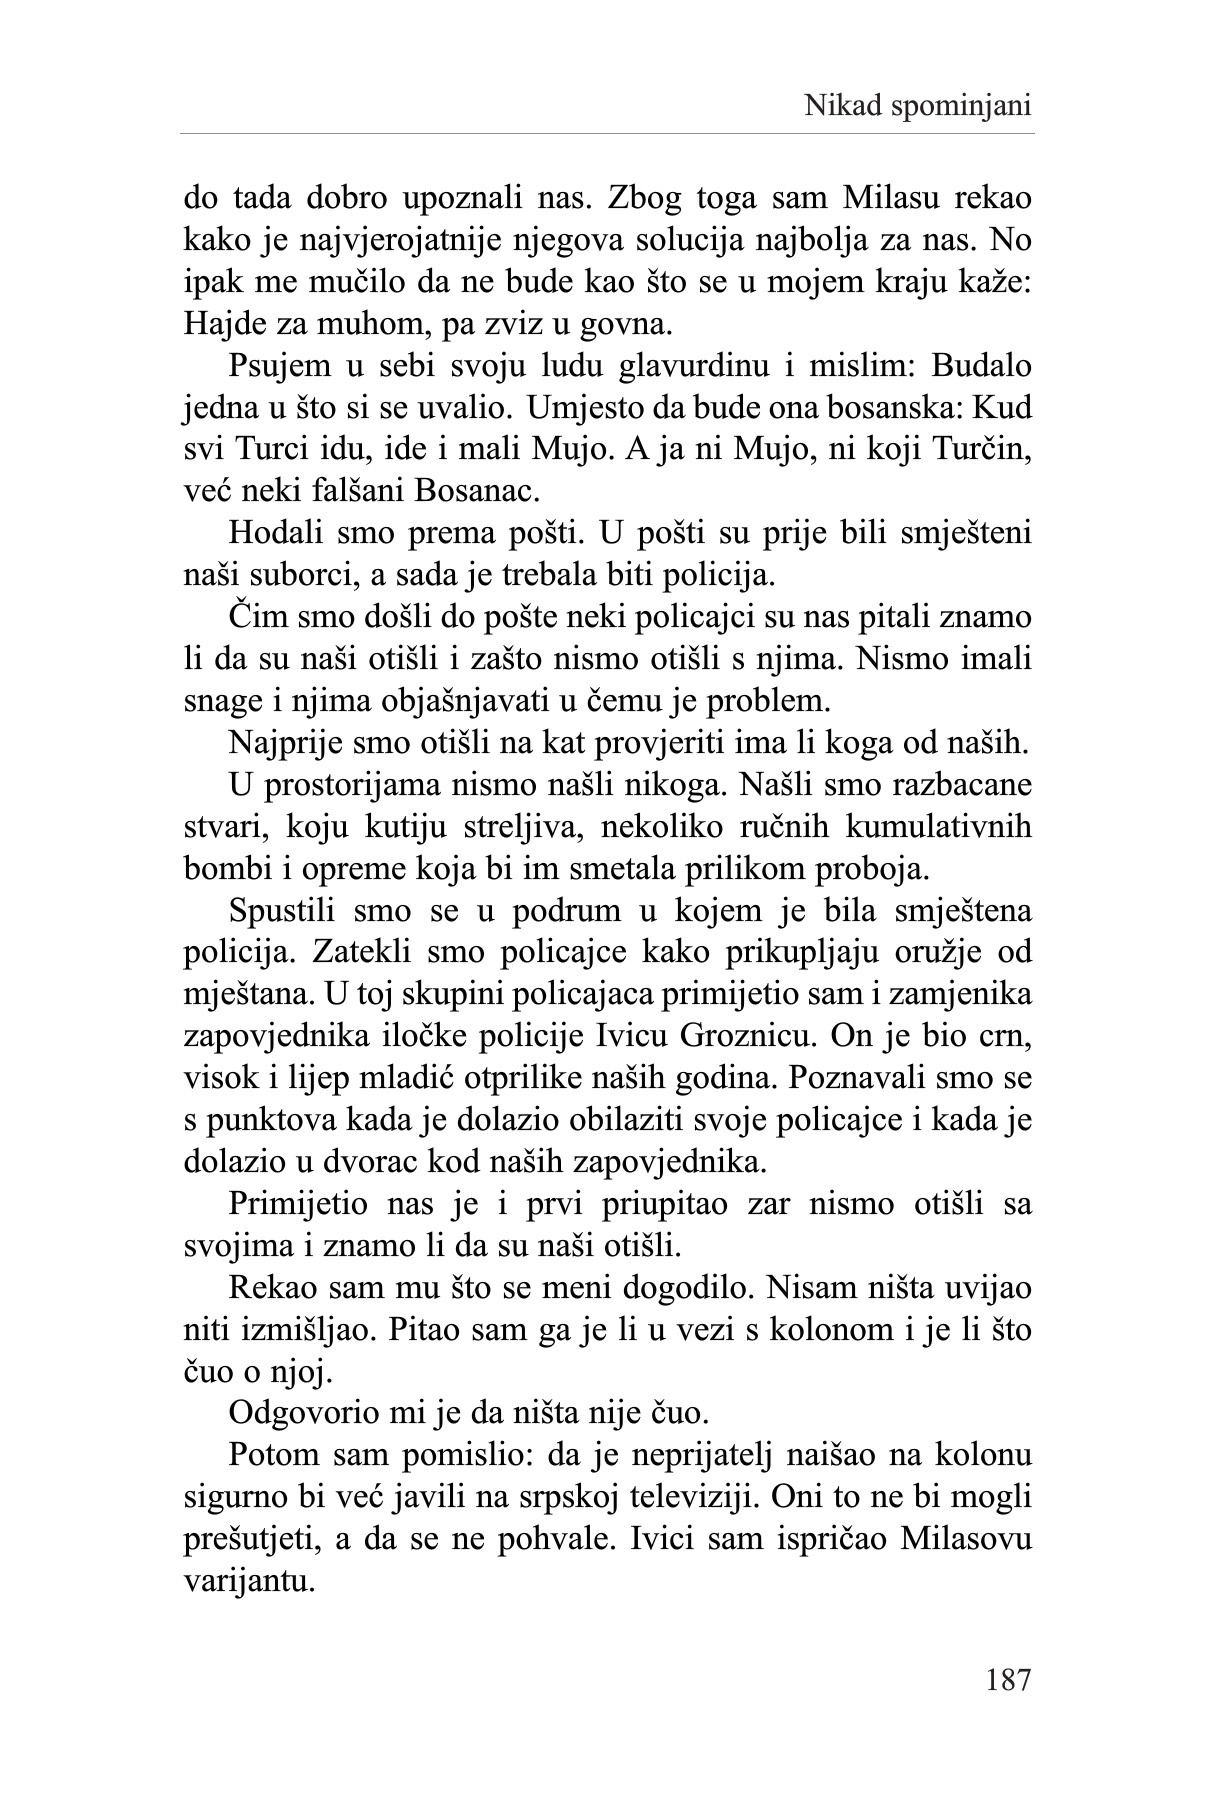 Nikad spominjani
do tada dobro upoznali nas. Zbog toga sam Milasu rekao
kako je najvjerojatnije njegova solucija najbolja za nas. No
ipak me mučilo da ne bude kao što se u mojem kraju kaže:
Hajde za muhom, pa zviz u govna.
Psujem u sebi svoju ludu glavurdinu i mislim: Budalo
jedna u što si se uvalio. Umjesto da bude ona bosanska: Kud
svi Turci idu, ide i mali Mujo. A ja ni Mujo, ni koji Turčin,
već neki falšani Bosanac.
Hodali smo prema pošti. U pošti su prije bili smješteni
naši suborci, a sada je trebala biti policija.
Čim smo došli do pošte neki policajci su nas pitali znamo
li da su naši otišli i zašto nismo otišli s njima. Nismo imali
snage i njima objašnjavati u čemu je problem.
Najprije smo otišli na kat provjeriti ima li koga od naših.
U prostorijama nismo našli nikoga. Našli smo razbacane
stvari, koju kutiju streljiva, nekoliko ručnih kumulativnih
bombi i opreme koja bi im smetala prilikom proboja.
Spustili smo se u podrum u kojem je bila smještena
policija. Zatekli smo policajce kako prikupljaju oružje od
mještana. U toj skupini policajaca primijetio sam i zamjenika
zapovjednika iločke policije Ivicu Groznicu. On je bio crn,
visok i lijep mladić otprilike naših godina. Poznavali smo se
s punktova kada je dolazio obilaziti svoje policajce i kada je
dolazio u dvorac kod naših zapovjednika.
Primijetio nas je i prvi priupitao zar nismo otišli sa
svojima i znamo li da su naši otišli.
Rekao sam mu što se meni dogodilo. Nisam ništa uvijao
niti izmišljao. Pitao sam ga je li u vezi s kolonom i je li što
čuo o njoj.
Odgovorio mi je da ništa nije čuo.
Potom sam pomislio: da je neprijatelj naišao na kolonu
sigurno bi već javili na srpskoj televiziji. Oni to ne bi mogli
prešutjeti, a da se ne pohvale. Ivici sam ispričao Milasovu
varijantu.
187